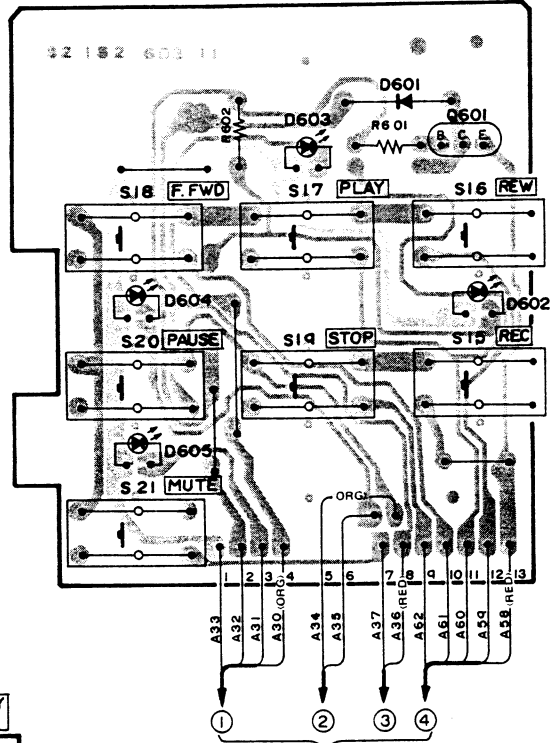 S2 182 603 11
D601
R602
D603
R601
Q601
B C E
S18 F.FWD
S17 PLAY
S16 REW
D604
D602
S20 PAUSE
S19 STOP
S15 REC
D605
S21 MUTE
ORG
1 2 3 4 5 6 7 8 9 10 11 12 13
A33
A32
A31
A30 (ORG)
A34
A35
A37
A36 (RED)
A62
A61
A60
A59
A58 (RED)
① ② ③ ④